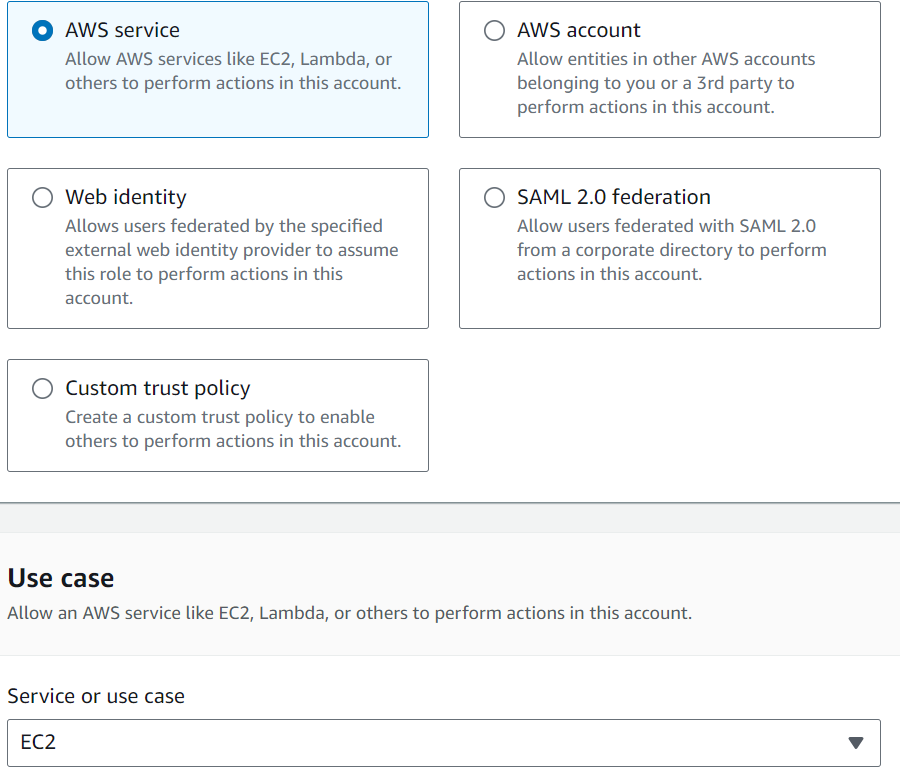 AWS service
Allow AWS services like EC2, Lambda, or
others to perform actions in this account.
AWS account
Allow entities in other AWS accounts
belonging to you or a 3rd party to
perform actions in this account.
Web identity
Allows users federated by the specified
external web identity provider to assume
this role to perform actions in this
account.
SAML 2.0 federation
Allow users federated with SAML 2.0
from a corporate directory to perform
actions in this account.
Custom trust policy
Create a custom trust policy to enable
others to perform actions in this account.
Use case
Allow an AWS service like EC2, Lambda, or others to perform actions in this account.
Service or use case
EC2